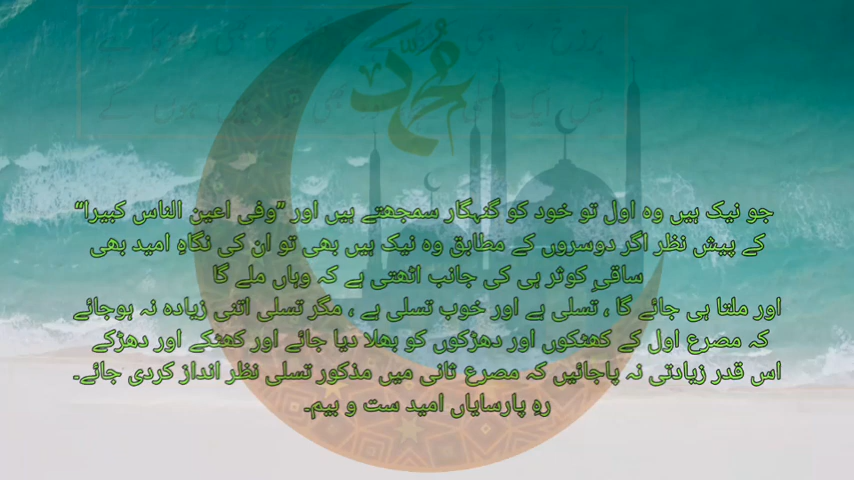 محمد
جو نیک ہیں وہ اول تو خود کو گنہگار سمجھتے ہیں اور ”وفی اعین الناس کبیرا“
کے پیش نظر اگر دوسروں کے مطابق وہ نیک ہیں بھی تو ان کی نگاہِ امید بھی
ساقیِ کوثر ہی کی جانب اٹھتی ہے کہ وہاں ملے گا
اور ملتا ہی جائے گا ، تسلی ہے اور خوب تسلی ہے ، مگر تسلی اتنی زیادہ نہ ہوجائے
کہ مصرع اول کے کھٹکوں اور دھڑکوں کو بھلا دیا جائے اور کھٹکے اور دھڑکے
اس قدر زیادتی نہ پاجائیں کہ مصرع ثانی میں مذکور تسلی نظر انداز کردی جائے۔
رہِ پارسایاں امید ست و بیم۔